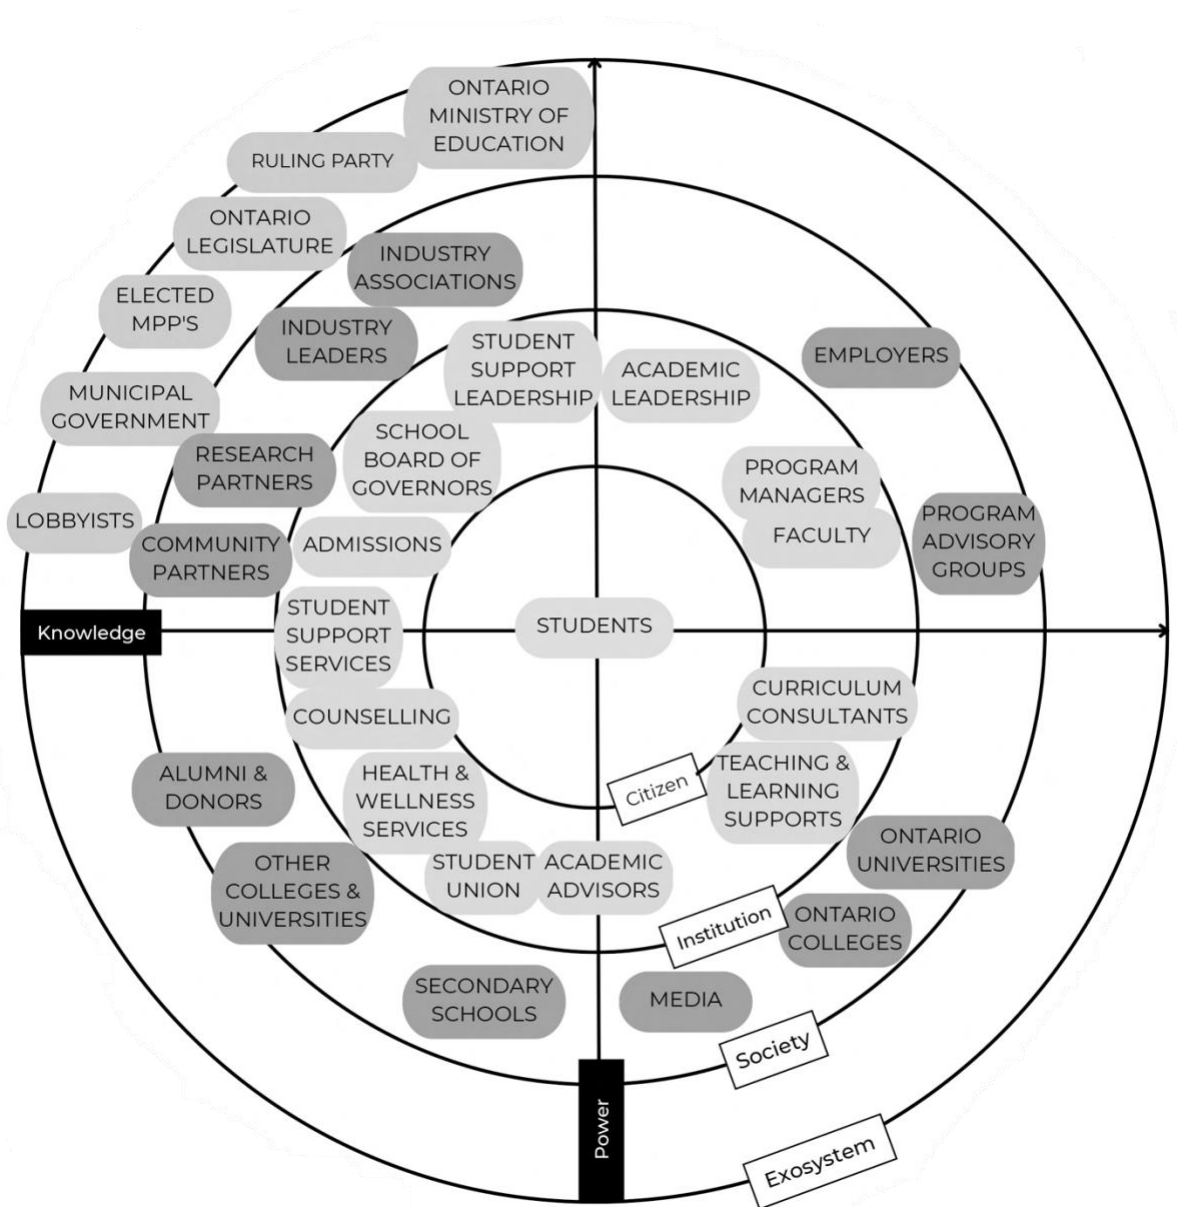 ONTARIO
MINISTRY OF
EDUCATION
RULING PARTY
ONTARIO
LEGISLATURE
INDUSTRY
ASSOCIATIONS
ELECTED
MPP'S
INDUSTRY
LEADERS
STUDENT
SUPPORT
LEADERSHIP
ACADEMIC
LEADERSHIP
EMPLOYERS
MUNICIPAL
GOVERNMENT
SCHOOL
BOARD OF
GOVERNORS
RESEARCH
PARTNERS
PROGRAM
MANAGERS
LOBBYISTS
COMMUNITY
PARTNERS
ADMISSIONS
FACULTY
PROGRAM
ADVISORY
GROUPS
Knowledge
STUDENT
SUPPORT
SERVICES
STUDENTS
COUNSELLING
CURRICULUM
CONSULTANTS
ALUMNI &
DONORS
HEALTH &
WELLNESS
SERVICES
Citizen
TEACHING &
LEARNING
SUPPORTS
OTHER
COLLEGES &
UNIVERSITIES
STUDENT
UNION
ACADEMIC
ADVISORS
ONTARIO
UNIVERSITIES
Institution
ONTARIO
COLLEGES
SECONDARY
SCHOOLS
MEDIA
Society
Power
Exosystem